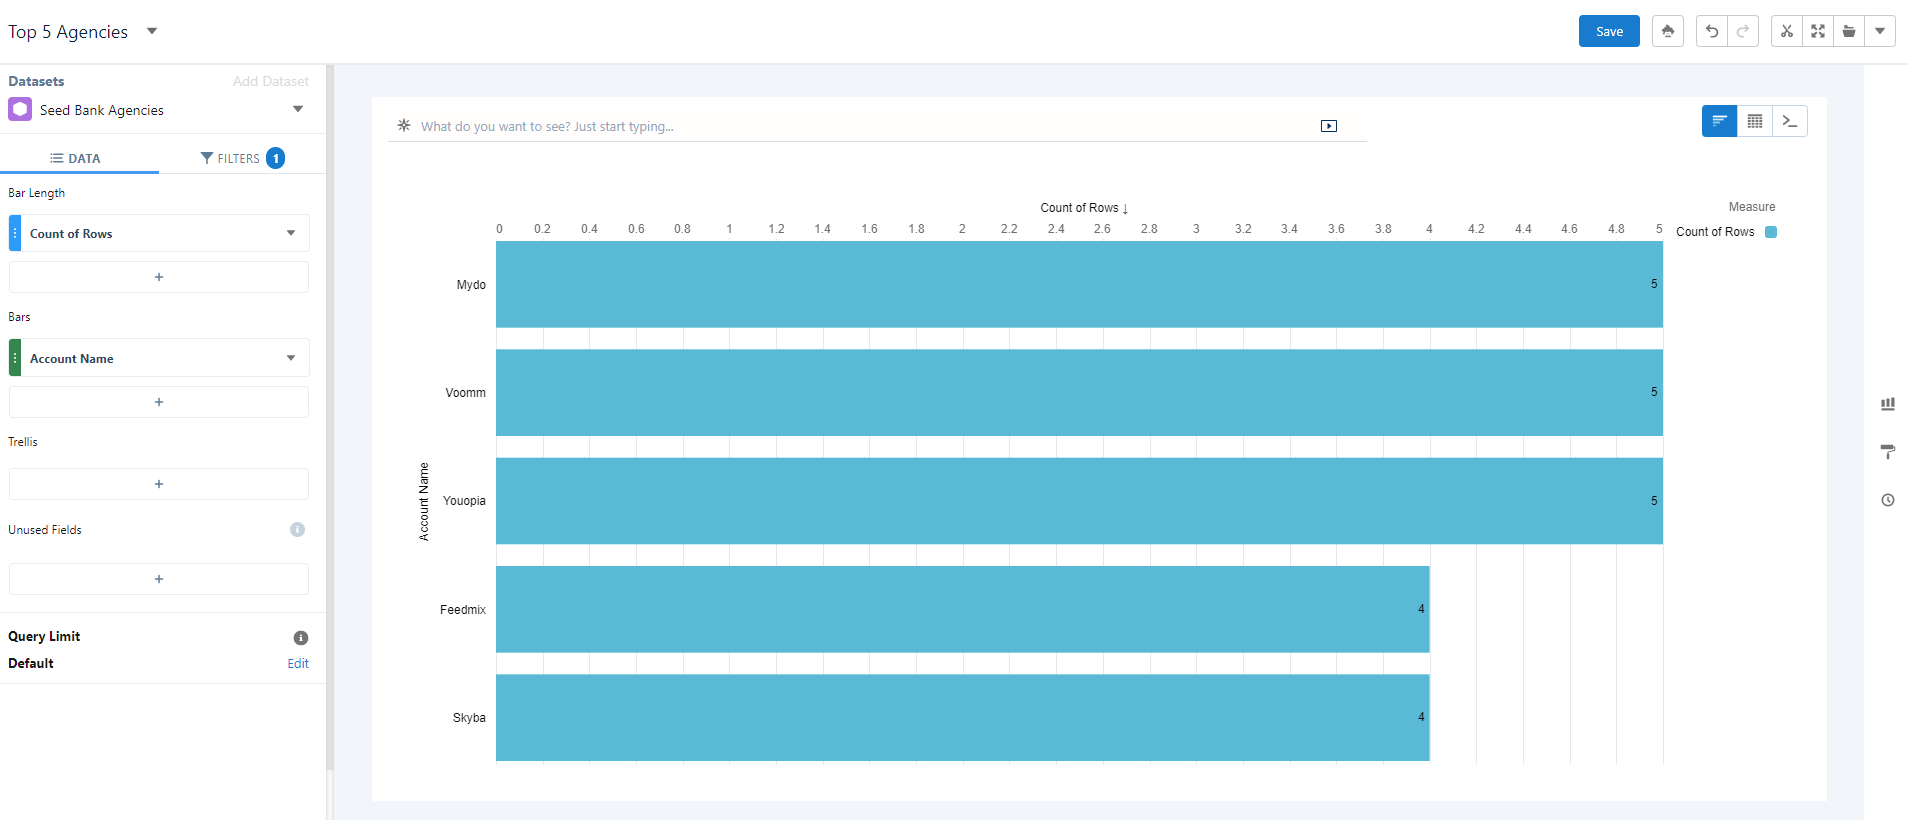 Top 5 Agencies
Save
Datasets
Add Dataset
Seed Bank Agencies
DATA
FILTERS 1
Bar Length
Count of Rows
+
Bars
Account Name
+
Trellis
+
Unused Fields
+
Query Limit
Default
Edit
What do you want to see? Just start typing...
Count of Rows ↓
0 0.2 0.4 0.6 0.8 1 1.2 1.4 1.6 1.8 2 2.2 2.4 2.6 2.8 3 3.2 3.4 3.6 3.8 4 4.2 4.4 4.6 4.8 5
Measure
Count of Rows
Account Name
Mydo 5
Voomm 5
Youopia 5
Feedmix 4
Skyba 4